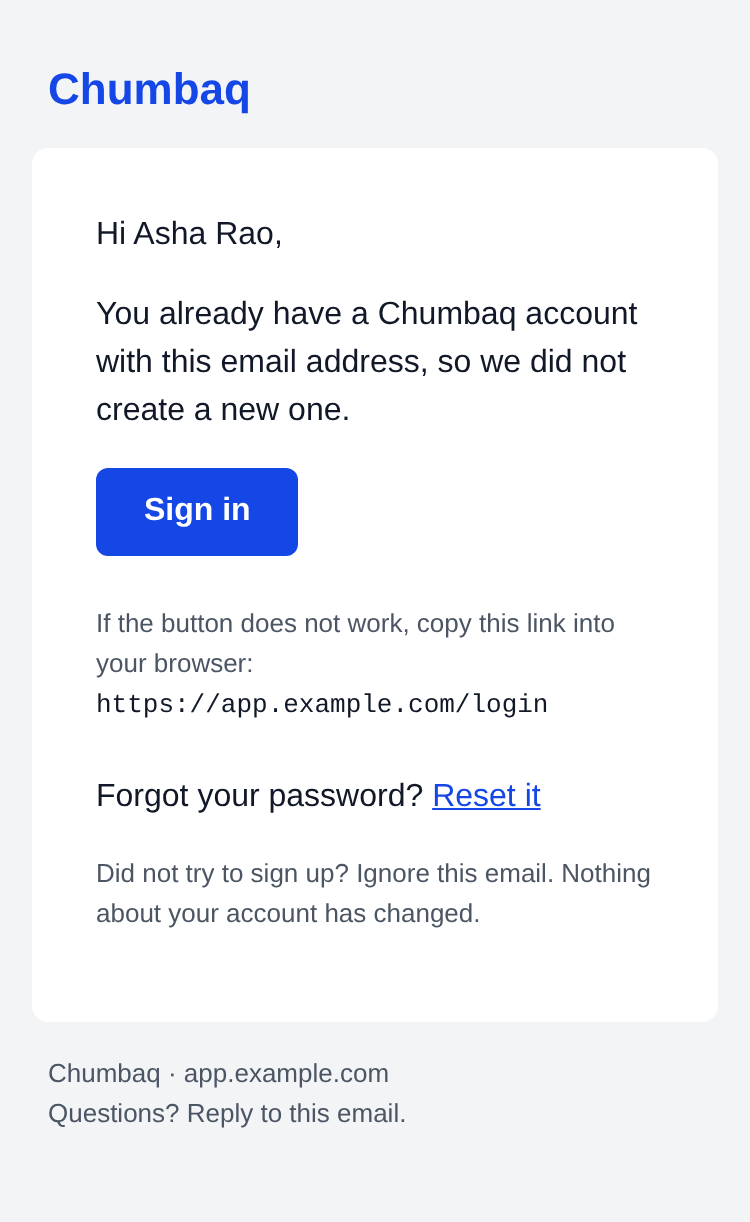 Chumbaq
Hi Asha Rao,
You already have a Chumbaq account
with this email address, so we did not
create a new one.
Sign in
If the button does not work, copy this link into
your browser:
https://app.example.com/login
Forgot your password? Reset it
Did not try to sign up? Ignore this email. Nothing
about your account has changed.
Chumbaq · app.example.com
Questions? Reply to this email.